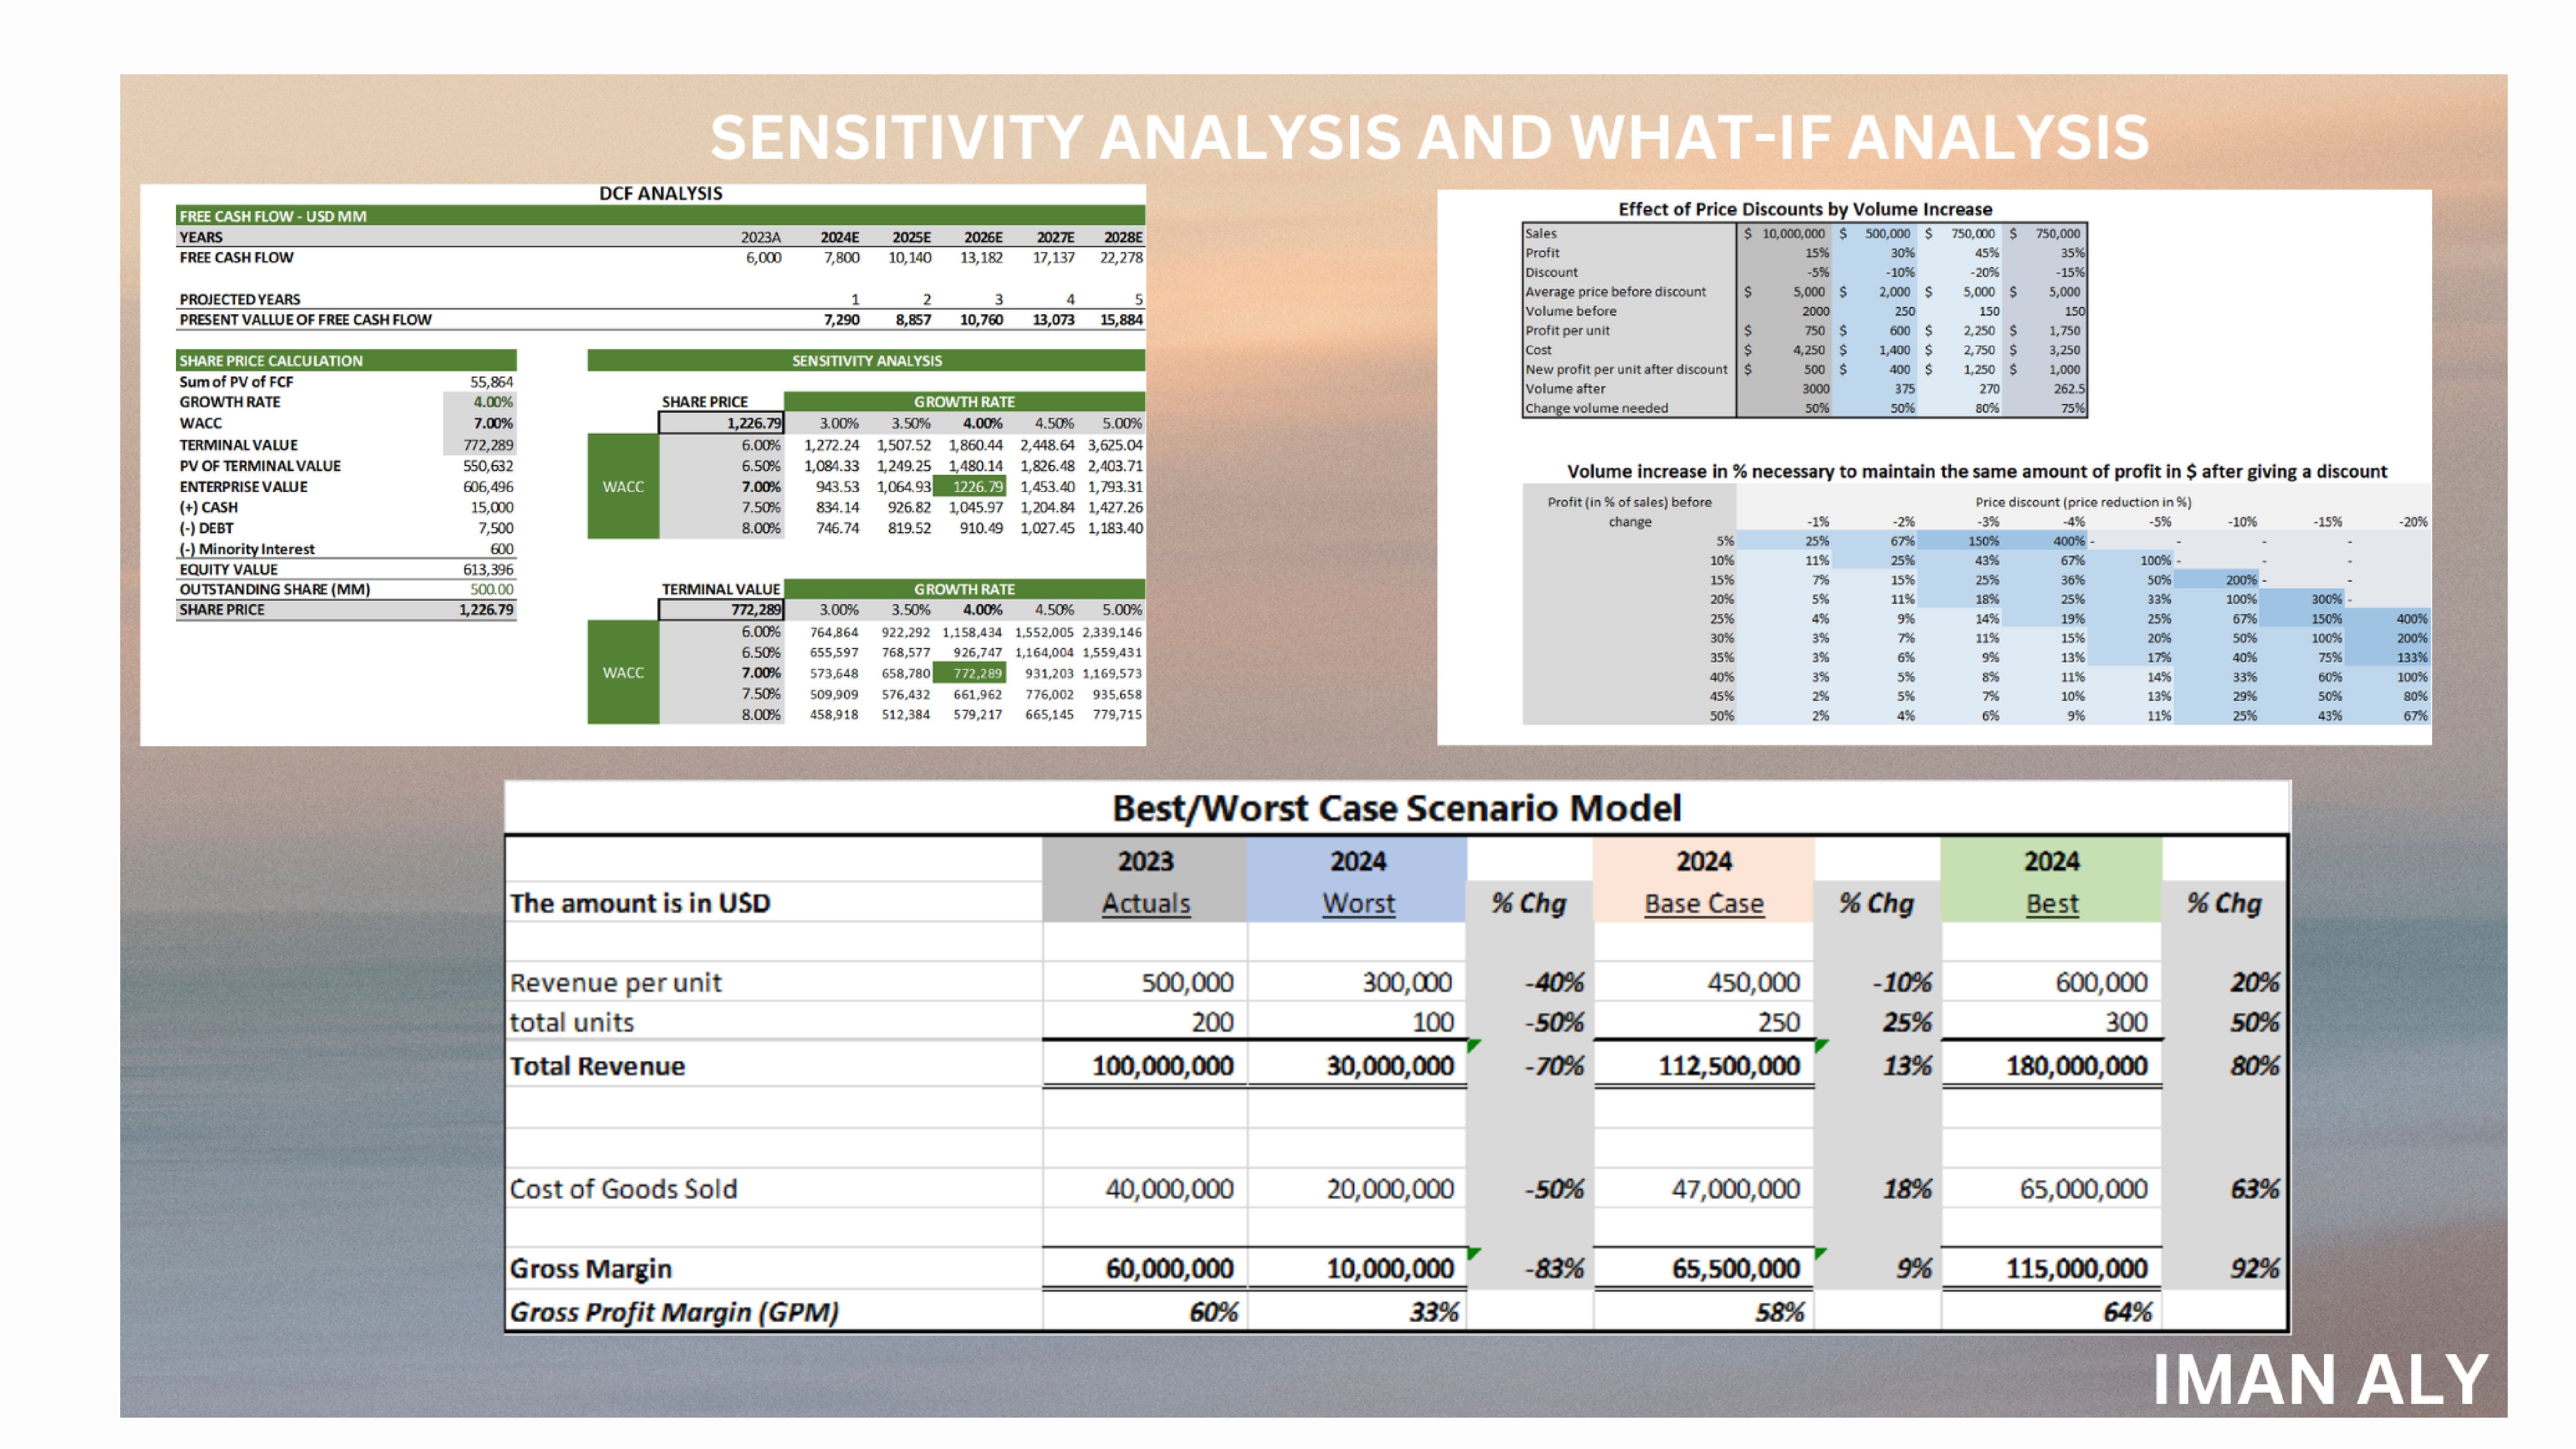 SENSITIVITY ANALYSIS AND WHAT-IF ANALYSIS
DCF ANALYSIS
FREE CASH FLOW - USD MM
YEARS 2023A 2024E 2025E 2026E 2027E 2028E
FREE CASH FLOW 6,000 7,800 10,140 13,182 17,137 22,278
PROJECTED YEARS 1 2 3 4 5
PRESENT VALLUE OF FREE CASH FLOW 7,290 8,857 10,760 13,073 15,884
SHARE PRICE CALCULATION
Sum of PV of FCF 55,864
GROWTH RATE 4.00%
WACC 7.00%
TERMINAL VALUE 772,289
PV OF TERMINAL VALUE 550,632
ENTERPRISE VALUE 606,496
(+) CASH 15,000
(-) DEBT 7,500
(-) Minority Interest 600
EQUITY VALUE 613,396
OUTSTANDING SHARE (MM) 500.00
SHARE PRICE 1,226.79
SENSITIVITY ANALYSIS
SHARE PRICE GROWTH RATE
1,226.79 3.00% 3.50% 4.00% 4.50% 5.00%
6.00% 1,272.24 1,507.52 1,860.44 2,448.64 3,625.04
6.50% 1,084.33 1,249.25 1,480.14 1,826.48 2,403.71
WACC 7.00% 943.53 1,064.93 1226.79 1,453.40 1,793.31
7.50% 834.14 926.82 1,045.97 1,204.84 1,427.26
8.00% 746.74 819.52 910.49 1,027.45 1,183.40
TERMINAL VALUE GROWTH RATE
772,289 3.00% 3.50% 4.00% 4.50% 5.00%
6.00% 764,864 922,292 1,158,434 1,552,005 2,339,146
6.50% 655,597 768,577 926,747 1,164,004 1,559,431
WACC 7.00% 573,648 658,780 772,289 931,203 1,169,573
7.50% 509,909 576,432 661,962 776,002 935,658
8.00% 458,918 512,384 579,217 665,145 779,715
Effect of Price Discounts by Volume Increase
Sales $ 10,000,000 $ 500,000 $ 750,000 $ 750,000
Profit 15% 30% 45% 35%
Discount -5% -10% -20% -15%
Average price before discount $ 5,000 $ 2,000 $ 5,000 $ 5,000
Volume before 2000 250 150 150
Profit per unit $ 750 $ 600 $ 2,250 $ 1,750
Cost $ 4,250 $ 1,400 $ 2,750 $ 3,250
New profit per unit after discount $ 500 $ 400 $ 1,250 $ 1,000
Volume after 3000 375 270 262.5
Change volume needed 50% 50% 80% 75%
Volume increase in % necessary to maintain the same amount of profit in $ after giving a discount
Profit (in % of sales) before Price discount (price reduction in %)
change -1% -2% -3% -4% -5% -10% -15% -20%
5% 25% 67% 150% 400% - - - -
10% 11% 25% 43% 67% 100% - - -
15% 7% 15% 25% 36% 50% 200% - -
20% 5% 11% 18% 25% 33% 100% 300% -
25% 4% 9% 14% 19% 25% 67% 150% 400%
30% 3% 7% 11% 15% 20% 50% 100% 200%
35% 3% 6% 9% 13% 17% 40% 75% 133%
40% 3% 5% 8% 11% 14% 33% 60% 100%
45% 2% 5% 7% 10% 13% 29% 50% 80%
50% 2% 4% 6% 9% 11% 25% 43% 67%
Best/Worst Case Scenario Model
2023 2024 2024 2024
The amount is in USD Actuals Worst % Chg Base Case % Chg Best % Chg
Revenue per unit 500,000 300,000 -40% 450,000 -10% 600,000 20%
total units 200 100 -50% 250 25% 300 50%
Total Revenue 100,000,000 30,000,000 -70% 112,500,000 13% 180,000,000 80%
Cost of Goods Sold 40,000,000 20,000,000 -50% 47,000,000 18% 65,000,000 63%
Gross Margin 60,000,000 10,000,000 -83% 65,500,000 9% 115,000,000 92%
Gross Profit Margin (GPM) 60% 33% 58% 64%
IMAN ALY